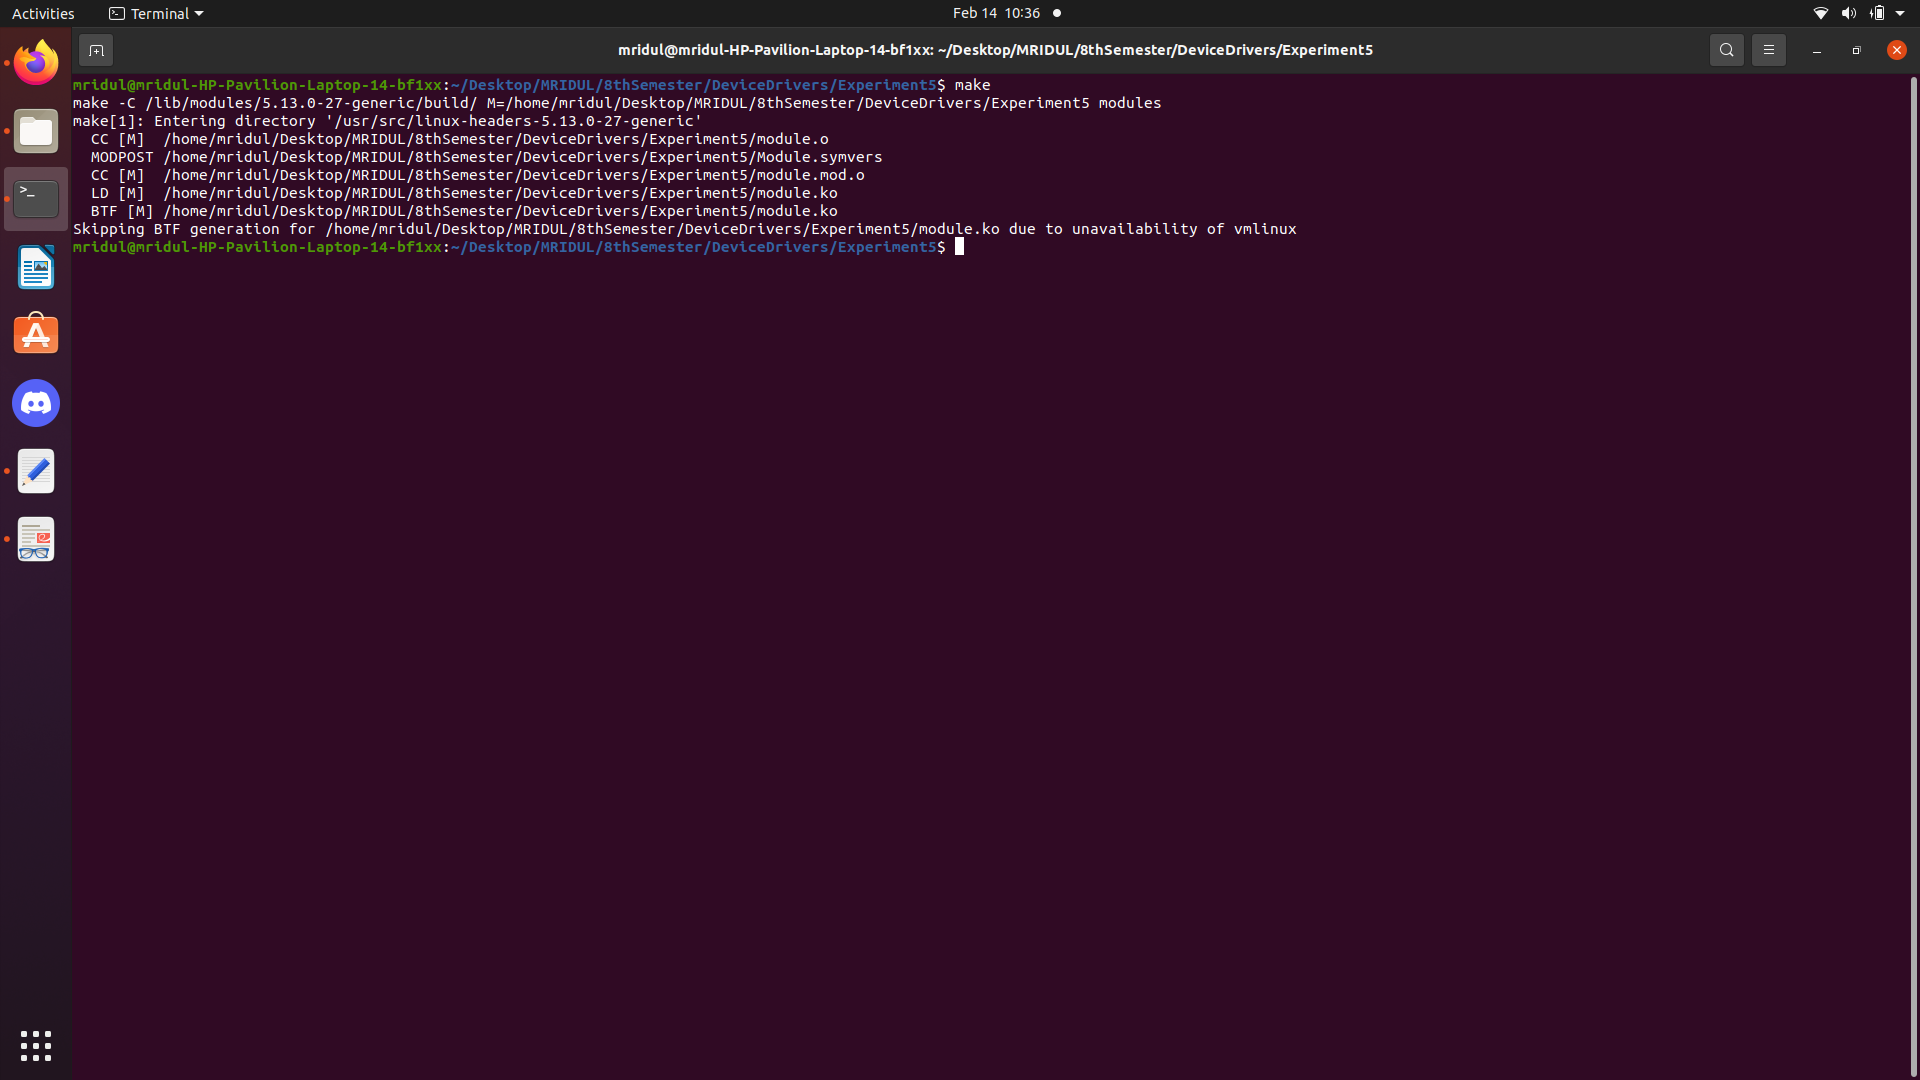 Activities Terminal Feb 14 10:36
mridul@mridul-HP-Pavilion-Laptop-14-bf1xx: ~/Desktop/MRIDUL/8thSemester/DeviceDrivers/Experiment5
mridul@mridul-HP-Pavilion-Laptop-14-bf1xx:~/Desktop/MRIDUL/8thSemester/DeviceDrivers/Experiment5$ make
make -C /lib/modules/5.13.0-27-generic/build/ M=/home/mridul/Desktop/MRIDUL/8thSemester/DeviceDrivers/Experiment5 modules
make[1]: Entering directory '/usr/src/linux-headers-5.13.0-27-generic'
  CC [M]  /home/mridul/Desktop/MRIDUL/8thSemester/DeviceDrivers/Experiment5/module.o
  MODPOST /home/mridul/Desktop/MRIDUL/8thSemester/DeviceDrivers/Experiment5/Module.symvers
  CC [M]  /home/mridul/Desktop/MRIDUL/8thSemester/DeviceDrivers/Experiment5/module.mod.o
  LD [M]  /home/mridul/Desktop/MRIDUL/8thSemester/DeviceDrivers/Experiment5/module.ko
  BTF [M] /home/mridul/Desktop/MRIDUL/8thSemester/DeviceDrivers/Experiment5/module.ko
Skipping BTF generation for /home/mridul/Desktop/MRIDUL/8thSemester/DeviceDrivers/Experiment5/module.ko due to unavailability of vmlinux
mridul@mridul-HP-Pavilion-Laptop-14-bf1xx:~/Desktop/MRIDUL/8thSemester/DeviceDrivers/Experiment5$